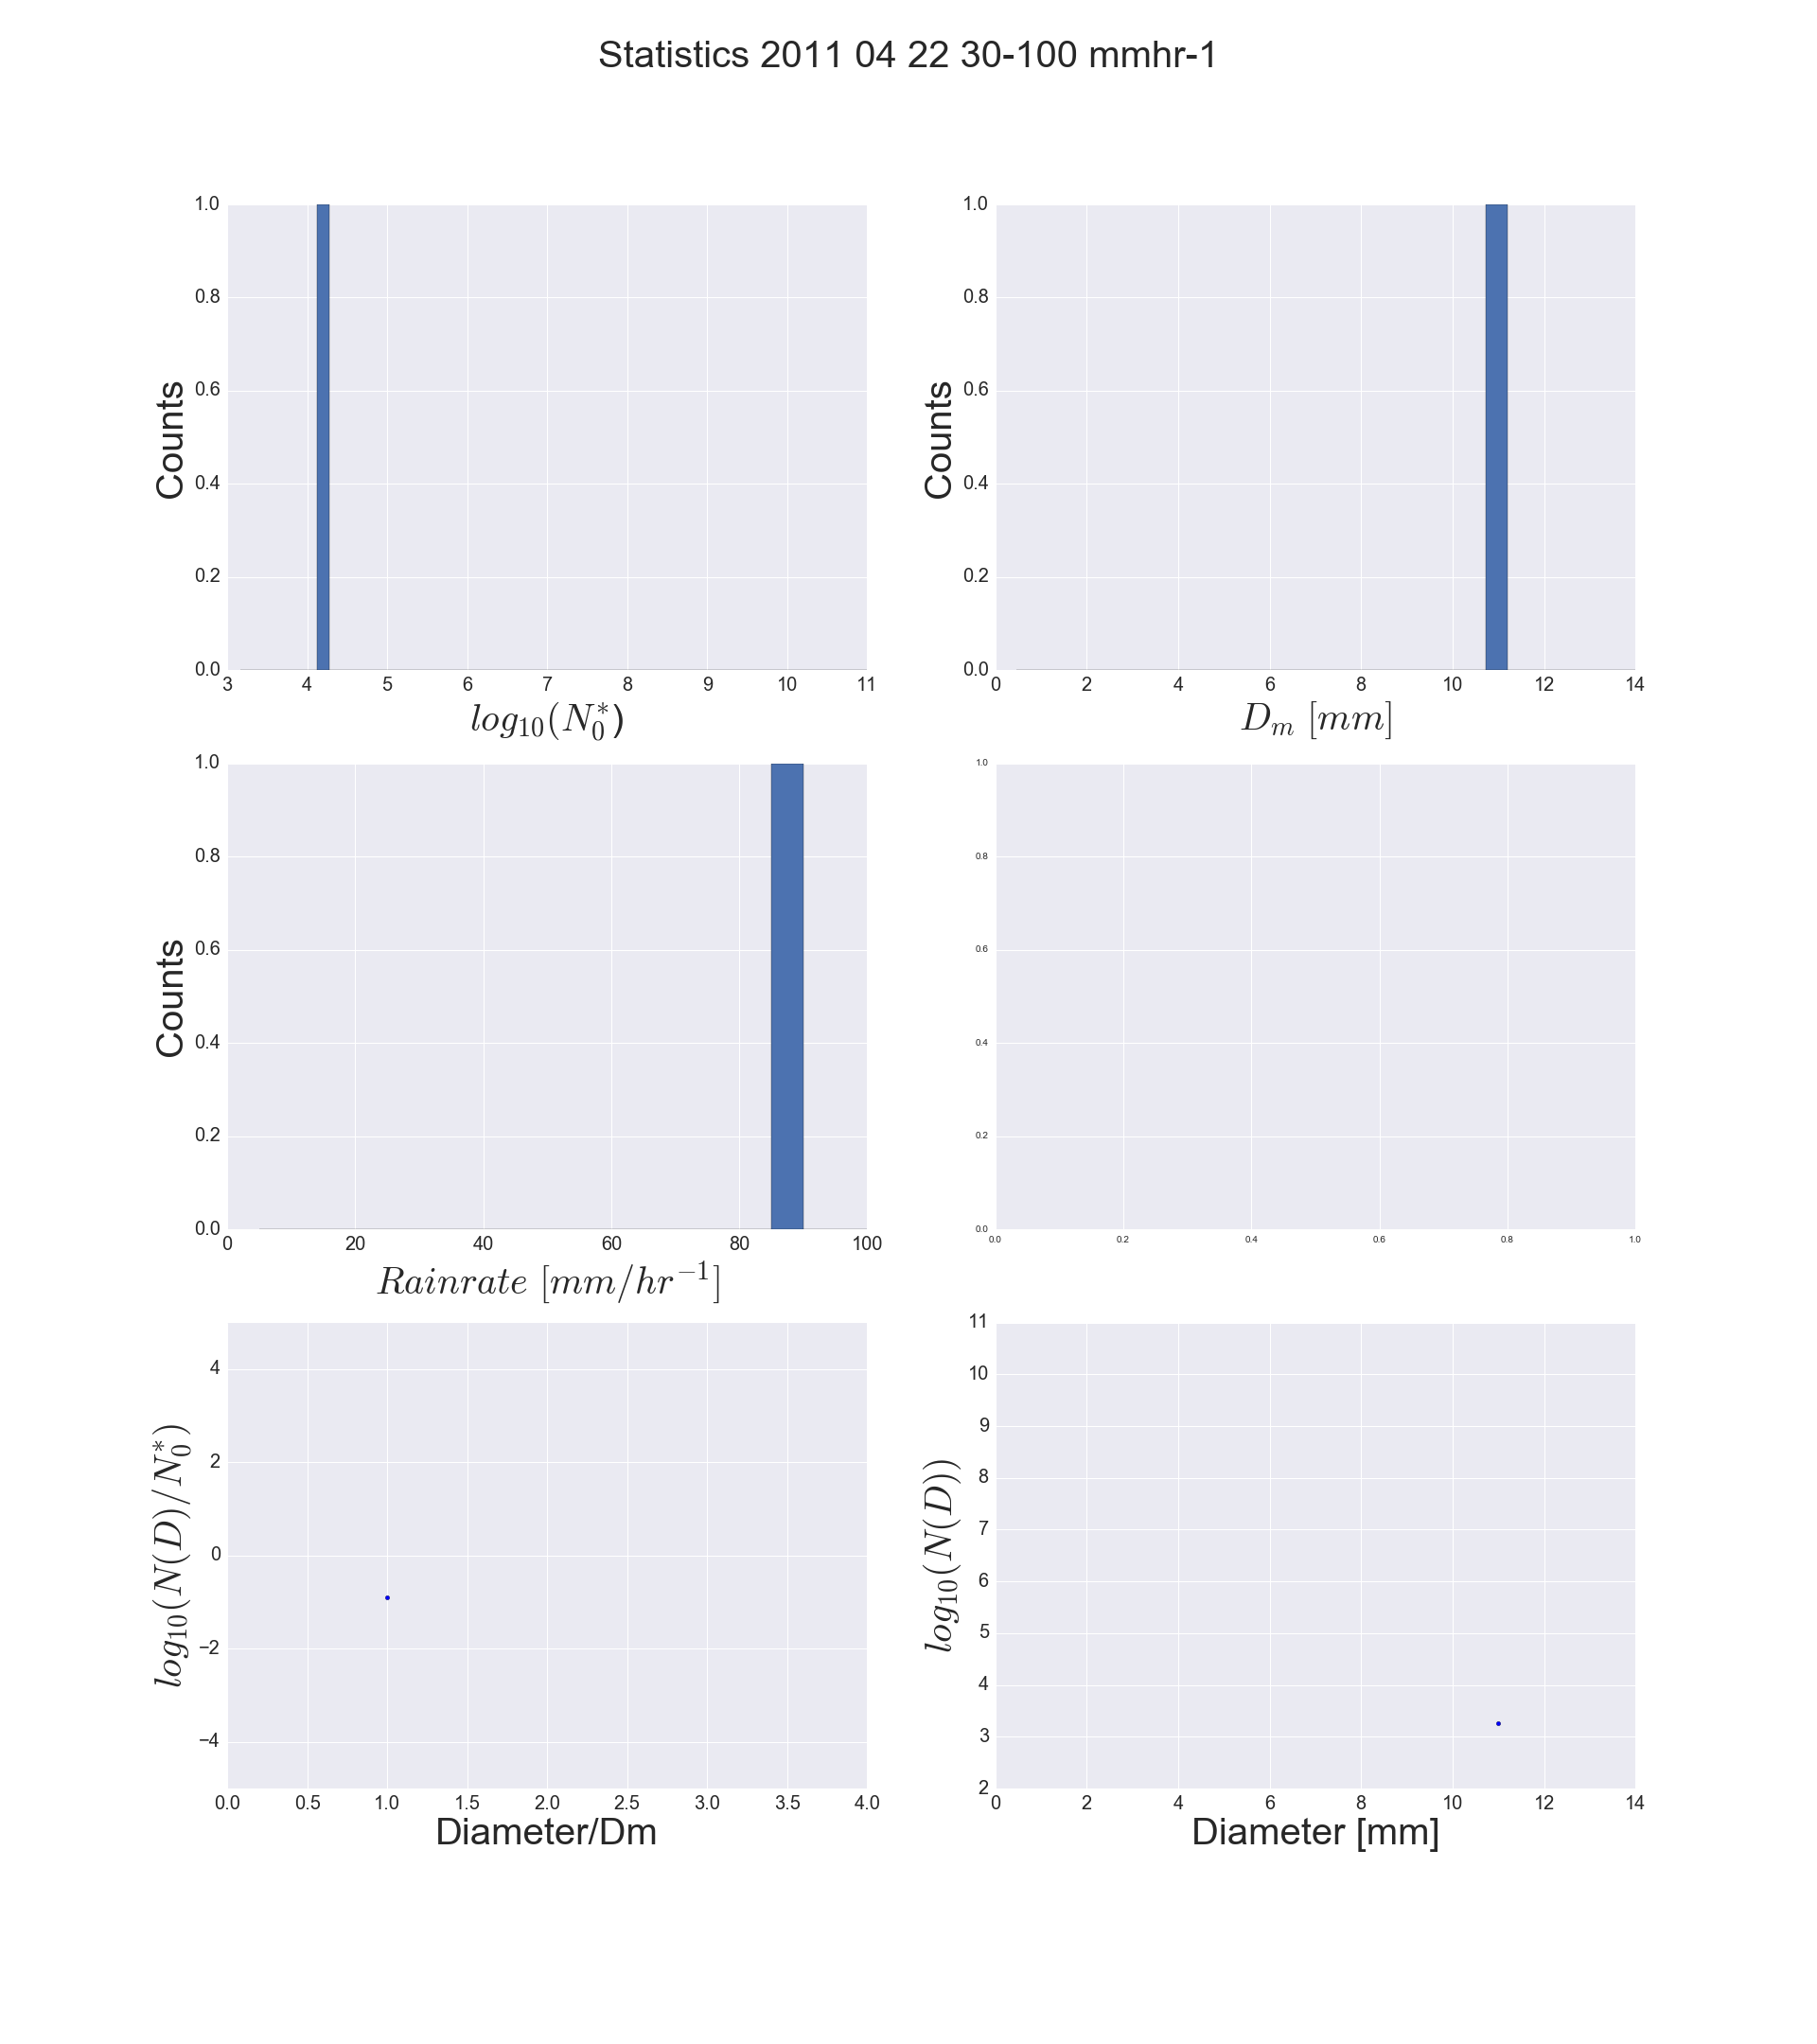 Statistics 2011 04 22 30-100 mmhr-1
1.0
0.8
0.6
0.4
0.2
0.0
Counts
3 4 5 6 7 8 9 10 11
log10(N0*)
1.0
0.8
0.6
0.4
0.2
0.0
Counts
0 2 4 6 8 10 12 14
Dm [mm]
1.0
0.8
0.6
0.4
0.2
0.0
Counts
0 20 40 60 80 100
Rainrate [mm/hr−1]
1.0
0.8
0.6
0.4
0.2
0.0
0.0 0.2 0.4 0.6 0.8 1.0
4
2
0
−2
−4
log10(N(D)/N0*)
0.0 0.5 1.0 1.5 2.0 2.5 3.0 3.5 4.0
Diameter/Dm
11
10
9
8
7
6
5
4
3
2
log10(N(D))
0 2 4 6 8 10 12 14
Diameter [mm]